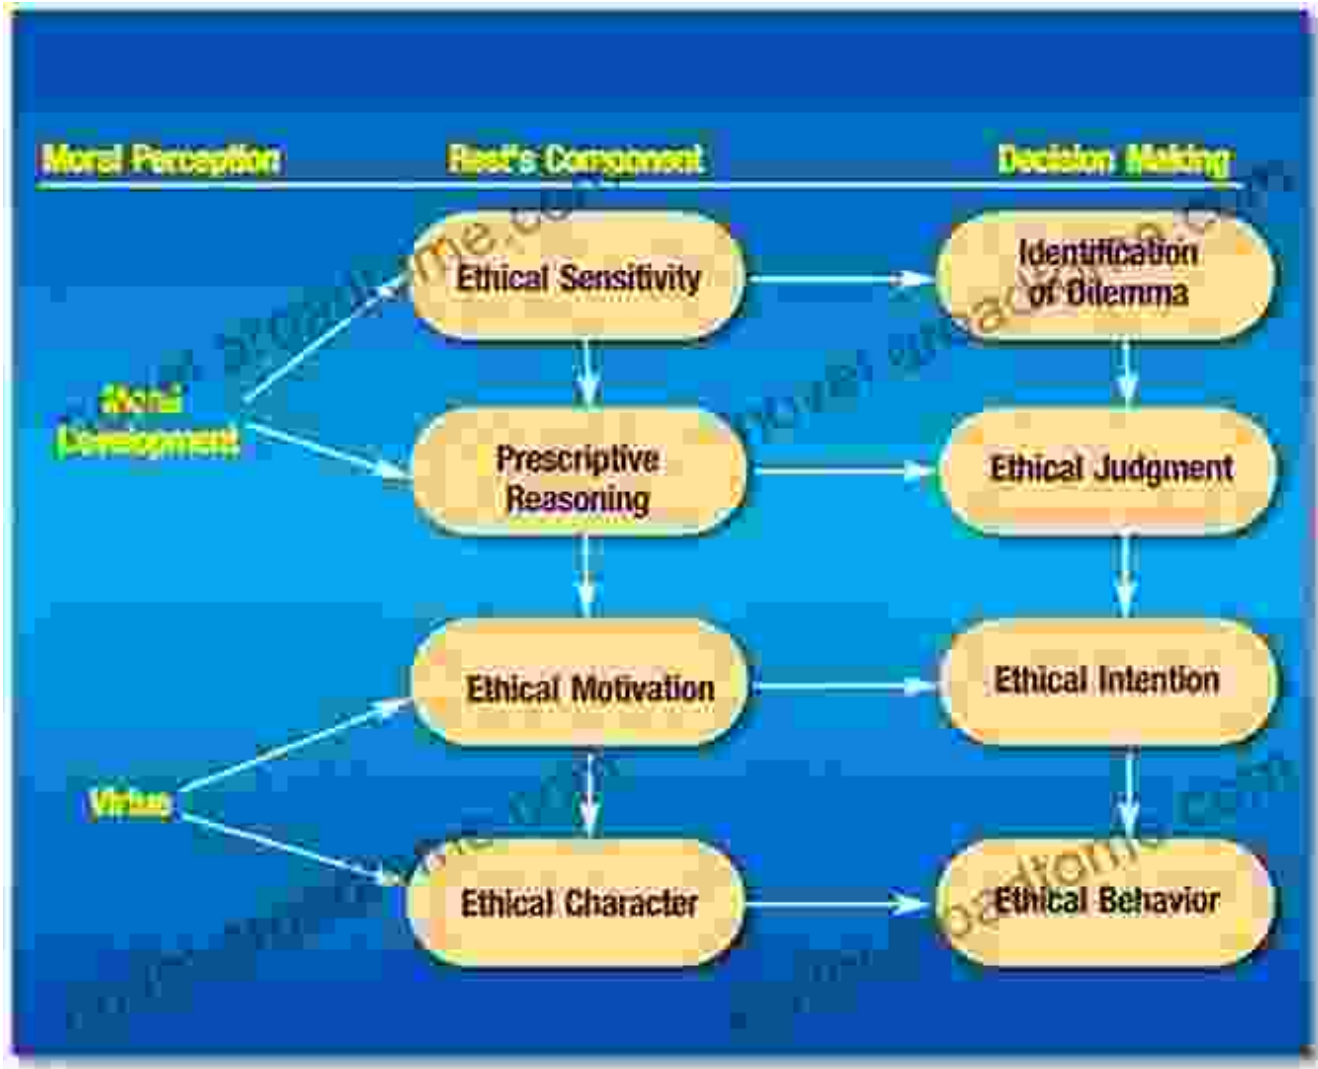 Moral Perception Rest's Component Decision Making
Ethical Sensitivity
Identification
of Dilemma
Moral
Development
Prescriptive
Reasoning
Ethical Judgment
Ethical Motivation
Ethical Intention
Virtue
Ethical Character
Ethical Behavior